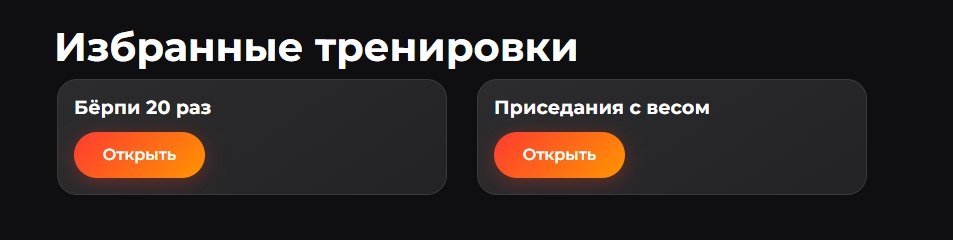 Избранные тренировки
Бёрпи 20 раз
Приседания с весом
Открыть
Открыть